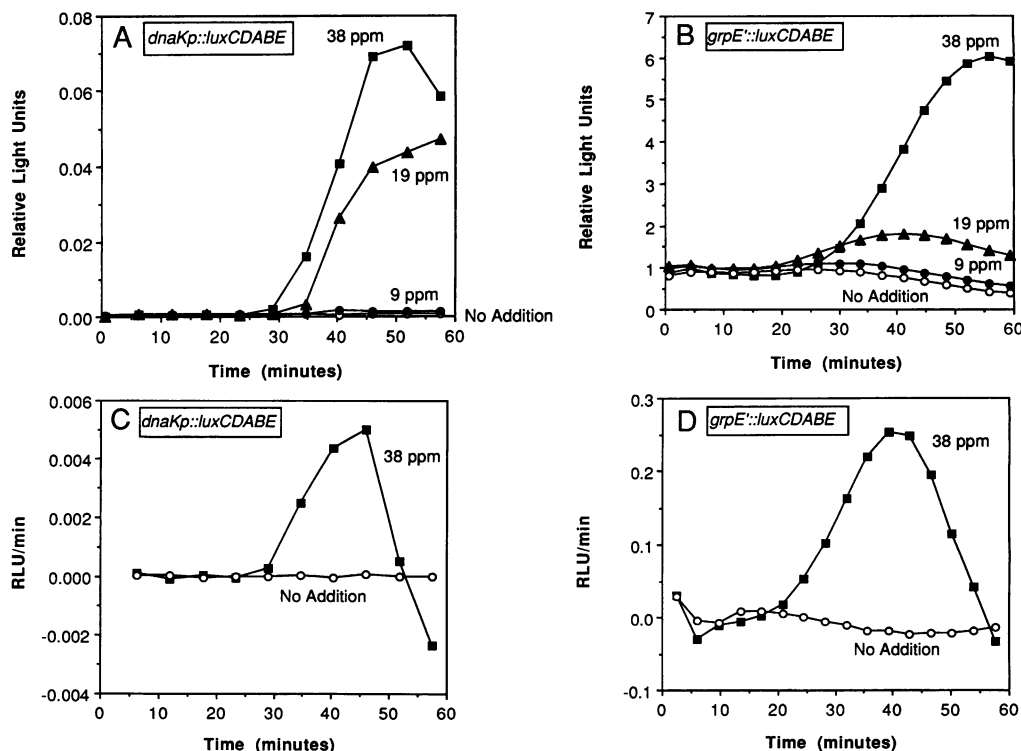 A
dnaKp::luxCDABE
38 ppm
19 ppm
9 ppm
No Addition
0.08
0.06
0.04
0.02
0.00
0 10 20 30 40 50 60
Relative Light Units
Time (minutes)
B
grpE'::luxCDABE
38 ppm
19 ppm
9 ppm
No Addition
7
6
5
4
3
2
1
0
0 10 20 30 40 50 60
Relative Light Units
Time (minutes)
C
dnaKp::luxCDABE
38 ppm
No Addition
0.006
0.004
0.002
0.000
-0.002
-0.004
0 10 20 30 40 50 60
RLU/min
Time (minutes)
D
grpE'::luxCDABE
38 ppm
No Addition
0.3
0.2
0.1
0.0
-0.1
0 10 20 30 40 50 60
RLU/min
Time (minutes)